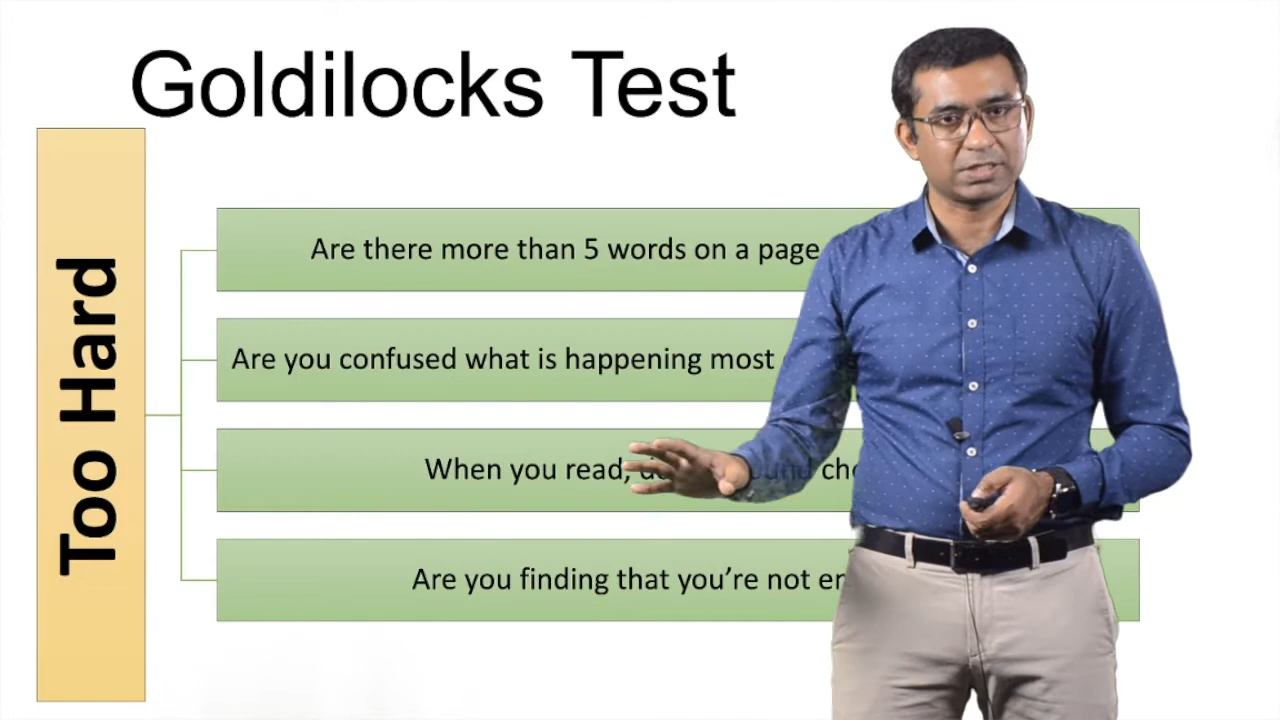 Goldilocks Test
Too Hard
Are there more than 5 words on a page
Are you confused what is happening most
When you read,
Are you finding that you're not